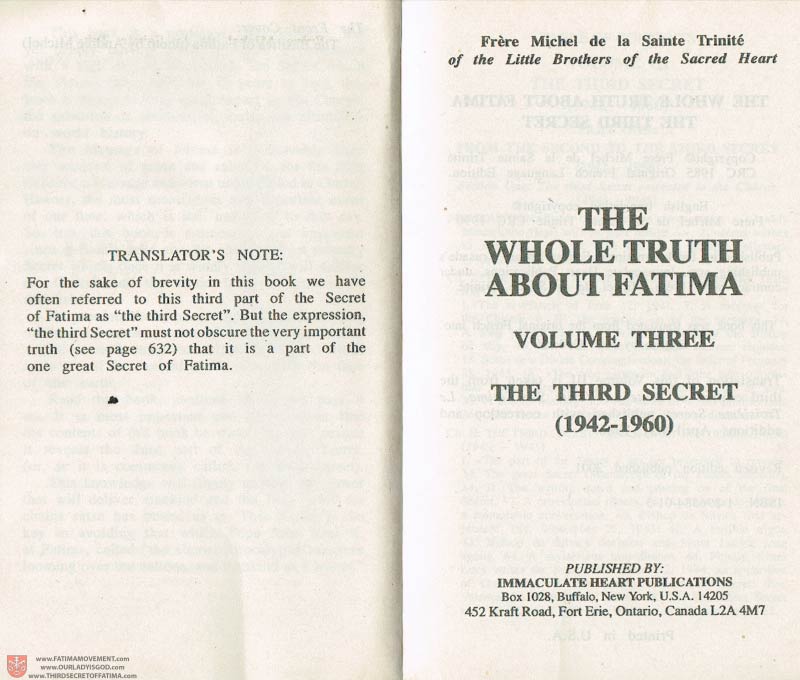 TRANSLATOR'S NOTE:
For the sake of brevity in this book we have
often referred to this third part of the Secret
of Fatima as “the third Secret”. But the expression,
“the third Secret” must not obscure the very important
truth (see page 632) that it is a part of the
one great Secret of Fatima.
www.FATIMAMOVEMENT.com
www.OURLADYISGOD.com
www.THIRDSECRETOFFATIMA.com
Frère Michel de la Sainte Trinité
of the Little Brothers of the Sacred Heart
THE
WHOLE TRUTH
ABOUT FATIMA
VOLUME THREE
THE THIRD SECRET
(1942-1960)
PUBLISHED BY:
IMMACULATE HEART PUBLICATIONS
Box 1028, Buffalo, New York, U.S.A. 14205
452 Kraft Road, Fort Erie, Ontario, Canada L2A 4M7